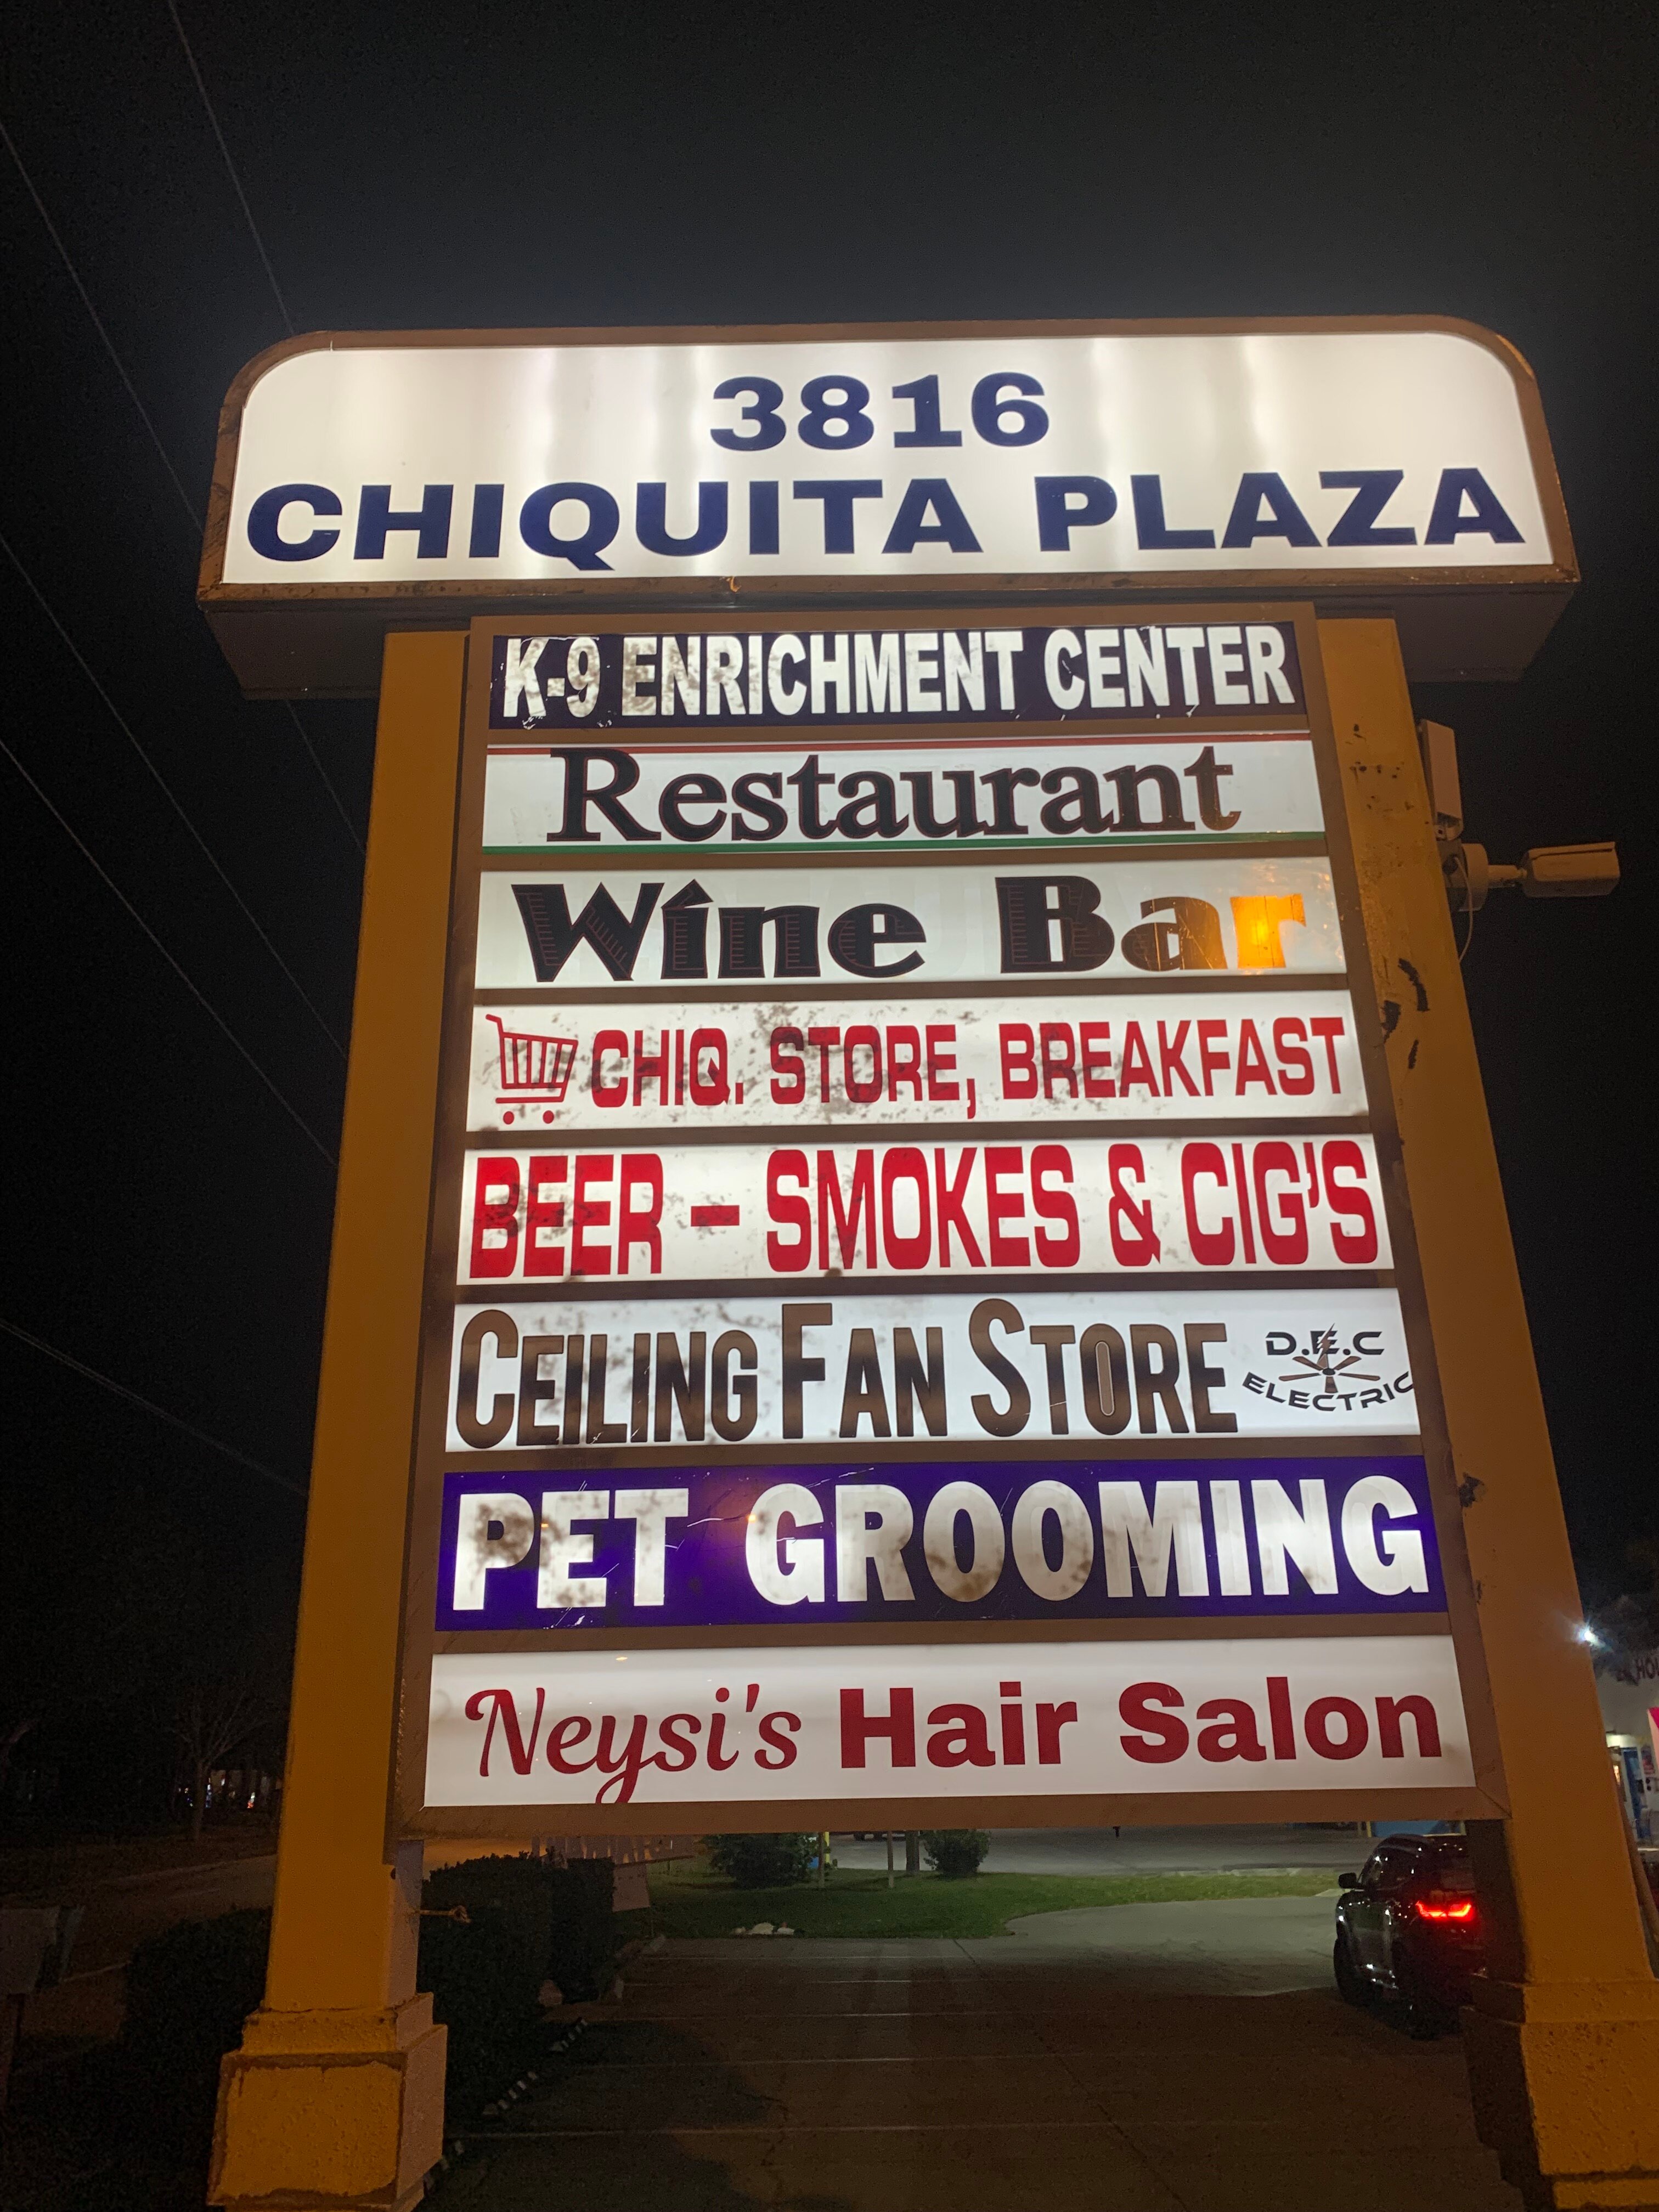 3816
CHIQUITA PLAZA
K-9 ENRICHMENT CENTER
Restaurant
Wine Bar
CHIQ. STORE, BREAKFAST
BEER - SMOKES & CIG'S
CEILING FAN STORE
D.E.C
ELECTRIC
PET GROOMING
Neysi's Hair Salon